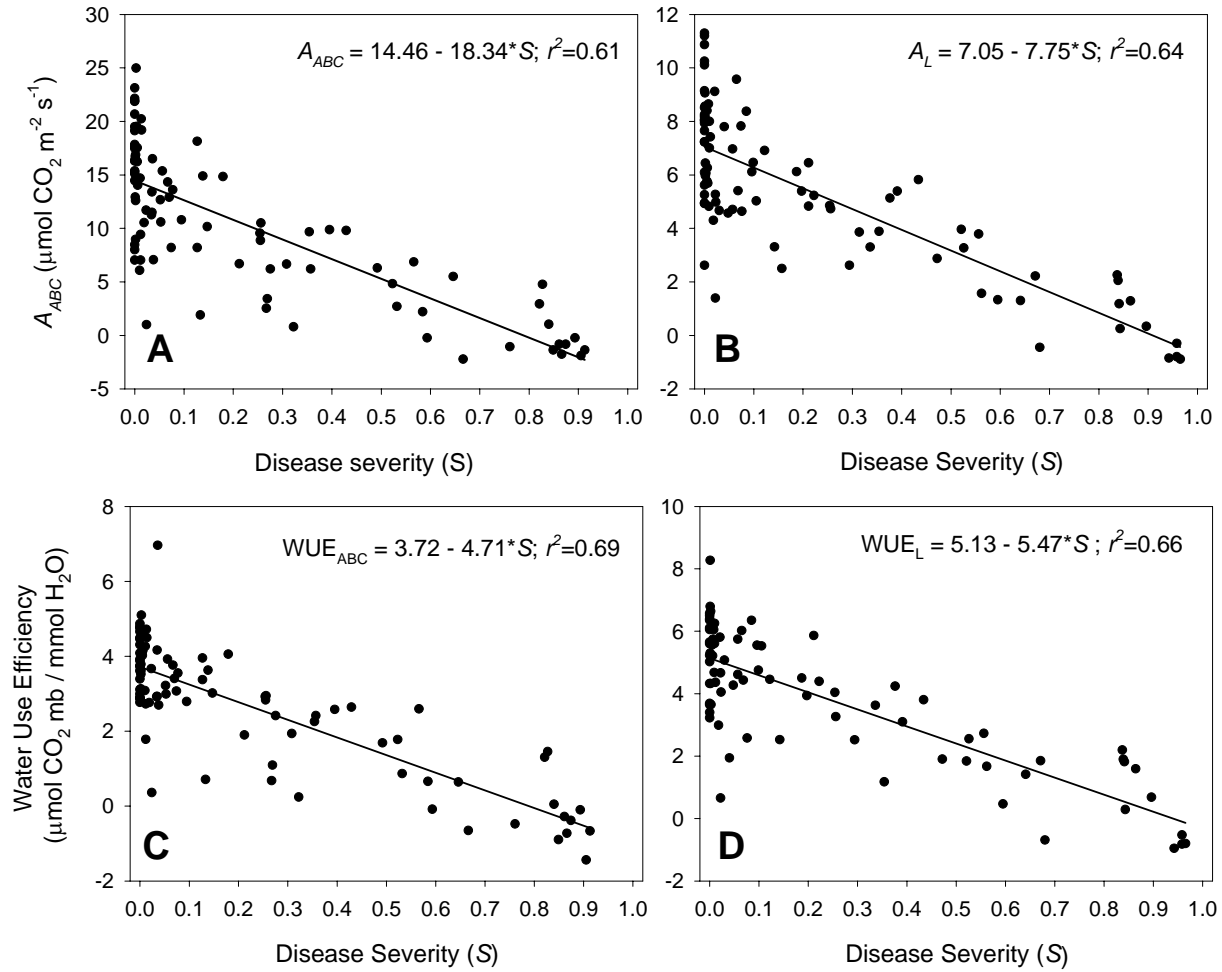 30
25
20
15
10
5
0
-5
A_ABC (μmol CO₂ m⁻² s⁻¹)
A_ABC = 14.46 - 18.34*S; r²=0.61
A
0.0 0.1 0.2 0.3 0.4 0.5 0.6 0.7 0.8 0.9 1.0
Disease severity (S)
12
10
8
6
4
2
0
-2
A_L = 7.05 - 7.75*S; r²=0.64
B
0.0 0.1 0.2 0.3 0.4 0.5 0.6 0.7 0.8 0.9 1.0
Disease Severity (S)
8
6
4
2
0
-2
Water Use Efficiency
(μmol CO₂ mb / mmol H₂O)
WUE_ABC = 3.72 - 4.71*S; r²=0.69
C
0.0 0.1 0.2 0.3 0.4 0.5 0.6 0.7 0.8 0.9 1.0
Disease Severity (S)
10
8
6
4
2
0
-2
WUE_L = 5.13 - 5.47*S ; r²=0.66
D
0.0 0.1 0.2 0.3 0.4 0.5 0.6 0.7 0.8 0.9 1.0
Disease Severity (S)